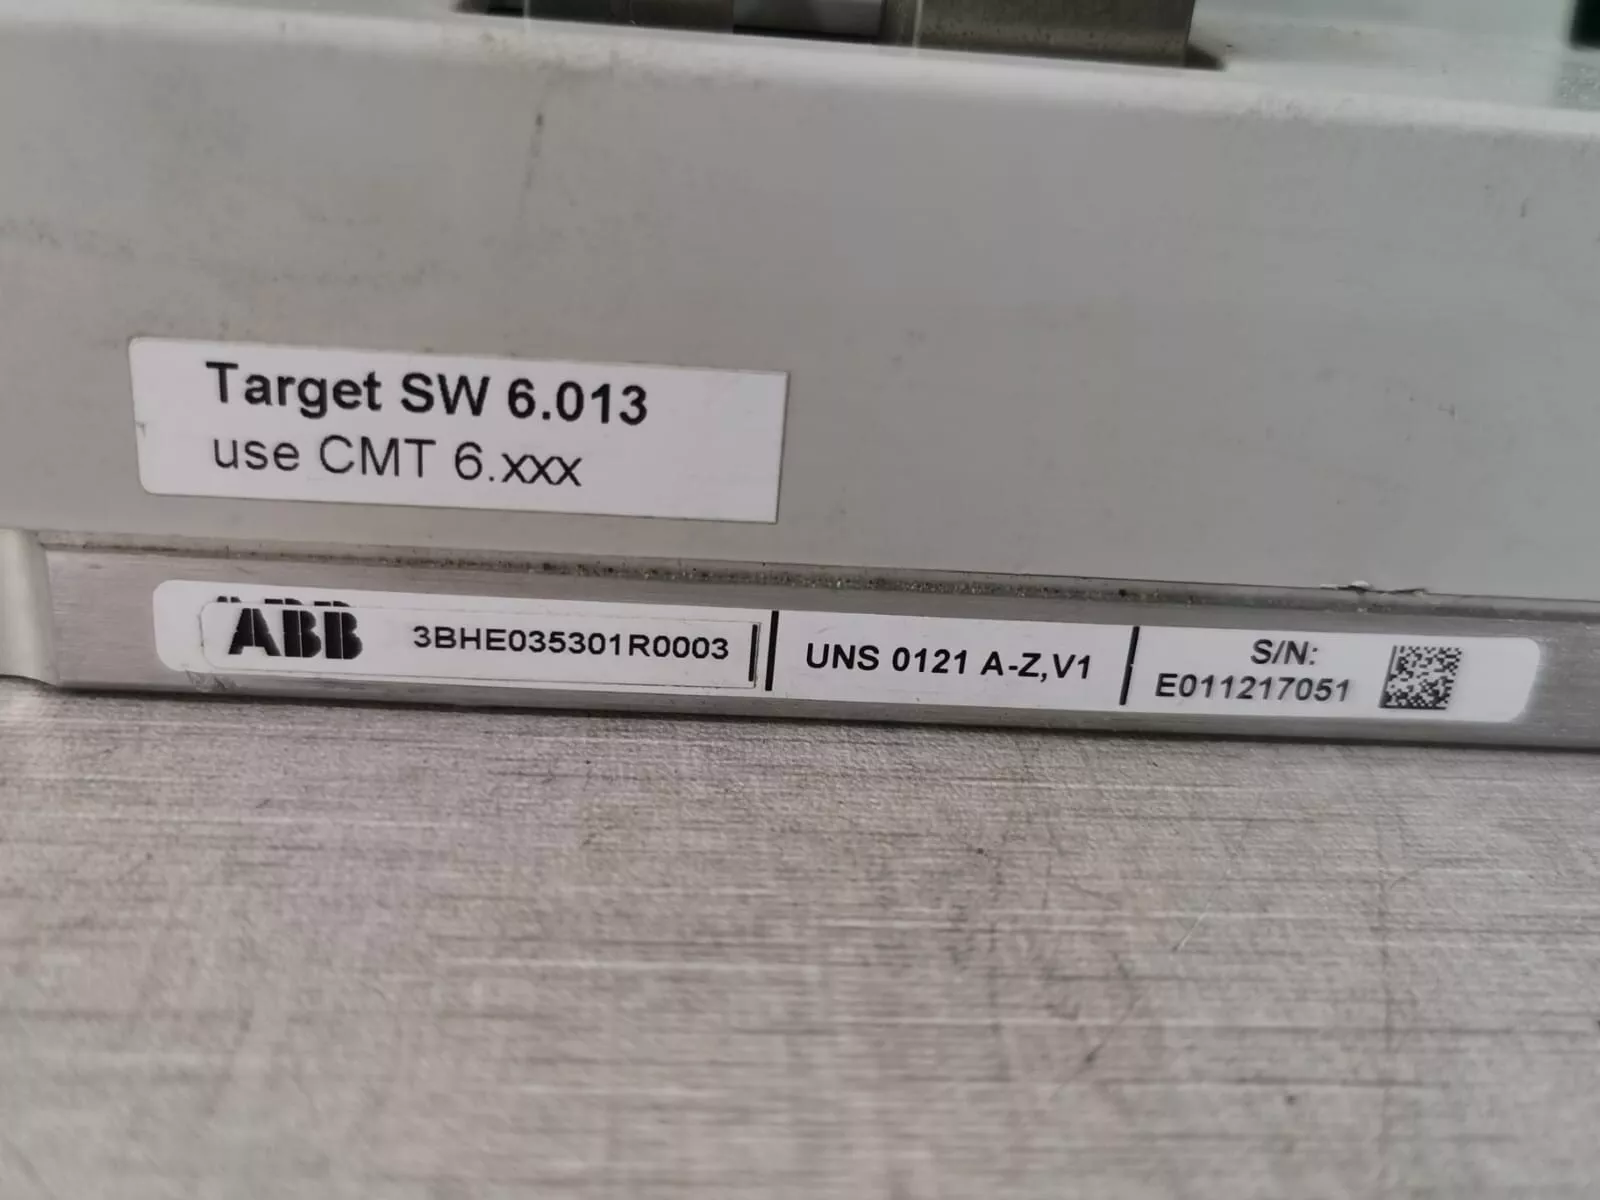 Target SW 6.013
use CMT 6.xxx
ABB 3BHE035301R0003 UNS 0121 A-Z,V1 S/N:
E011217051